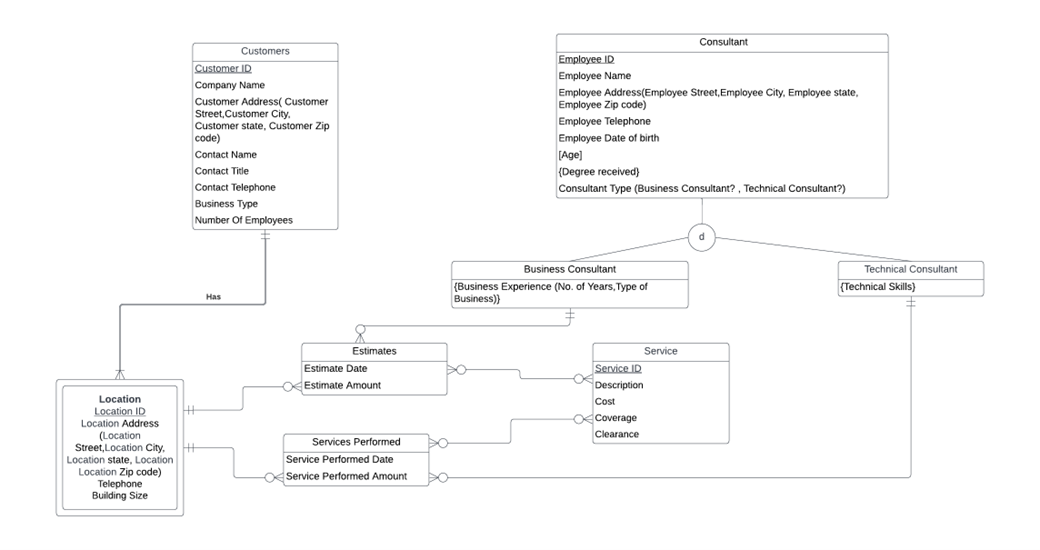 Customers
Customer ID
Company Name
Customer Address( Customer
Street,Customer City,
Customer state, Customer Zip
code)
Contact Name
Contact Title
Contact Telephone
Business Type
Number Of Employees
Consultant
Employee ID
Employee Name
Employee Address(Employee Street,Employee City, Employee state,
Employee Zip code)
Employee Telephone
Employee Date of birth
[Age]
{Degree received}
Consultant Type (Business Consultant? , Technical Consultant?)
d
Business Consultant
{Business Experience (No. of Years,Type of
Business)}
Technical Consultant
{Technical Skills}
Has
Estimates
Estimate Date
Estimate Amount
Service
Service ID
Description
Cost
Coverage
Clearance
Services Performed
Service Performed Date
Service Performed Amount
Location
Location ID
Location Address
(Location
Street,Location City,
Location state, Location
Location Zip code)
Telephone
Building Size